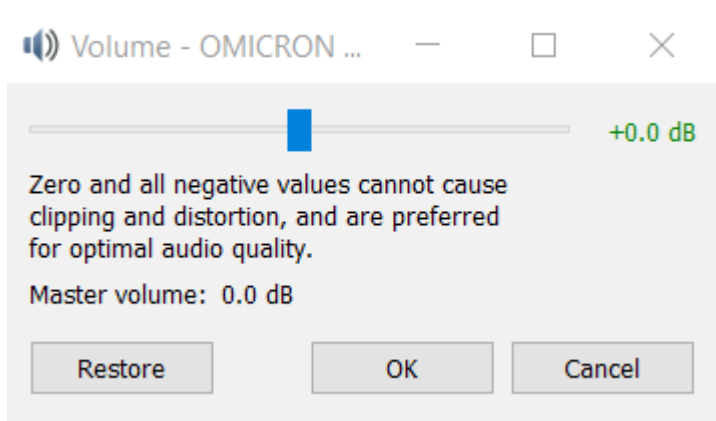 Volume - OMICRON ...
+0.0 dB
Zero and all negative values cannot cause
clipping and distortion, and are preferred
for optimal audio quality.
Master volume: 0.0 dB
Restore OK Cancel